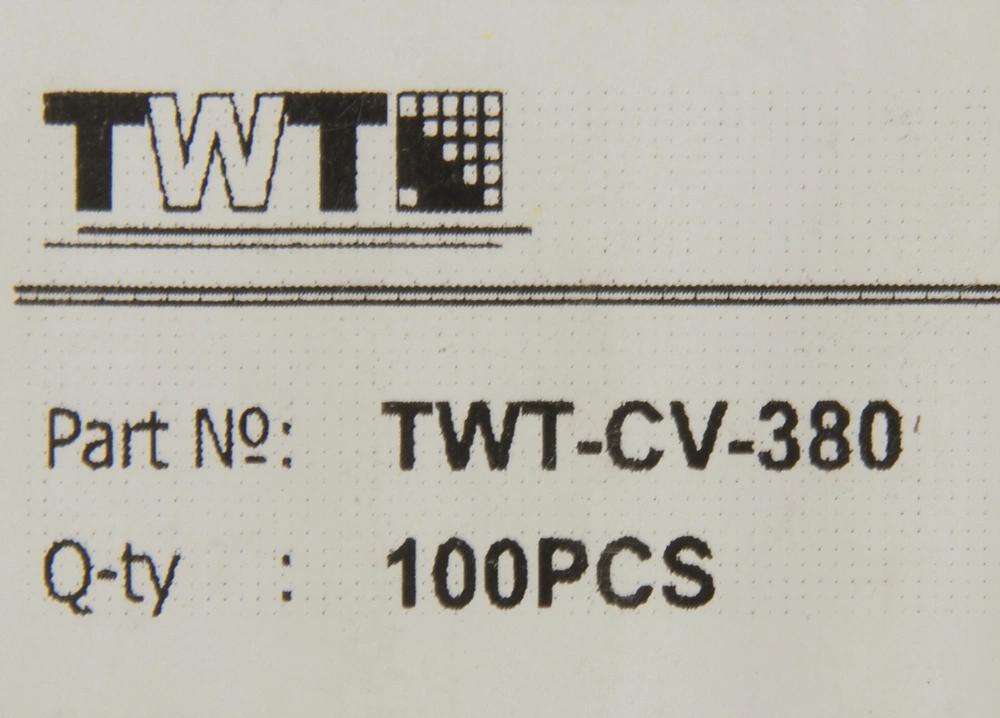 TWT
Part Nº: TWT-CV-380
Q-ty : 100PCS